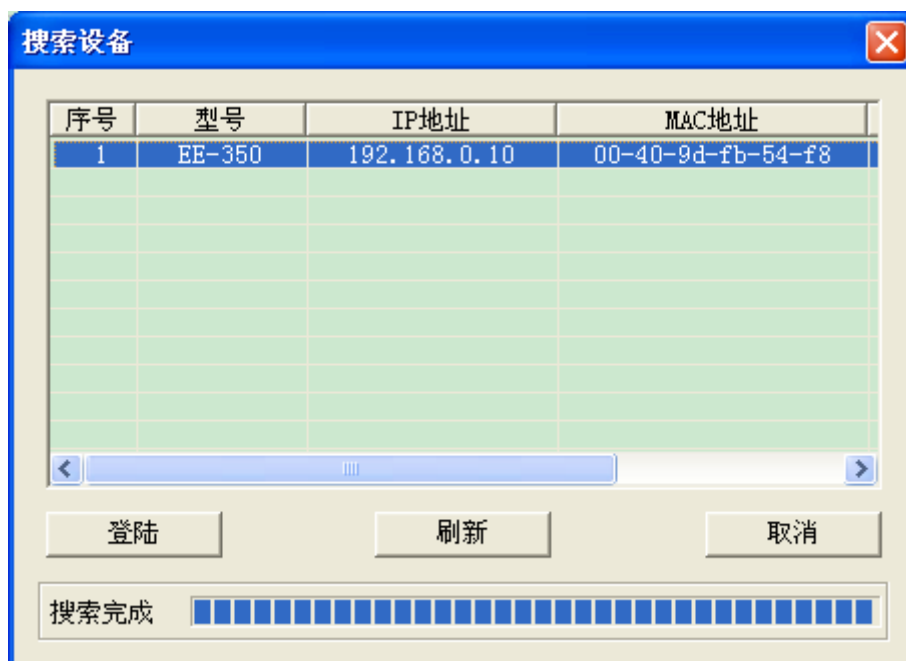 搜索设备
序号 型号 IP地址 MAC地址
1 EE-350 192.168.0.10 00-40-9d-fb-54-f8
登陆 刷新 取消
搜索完成